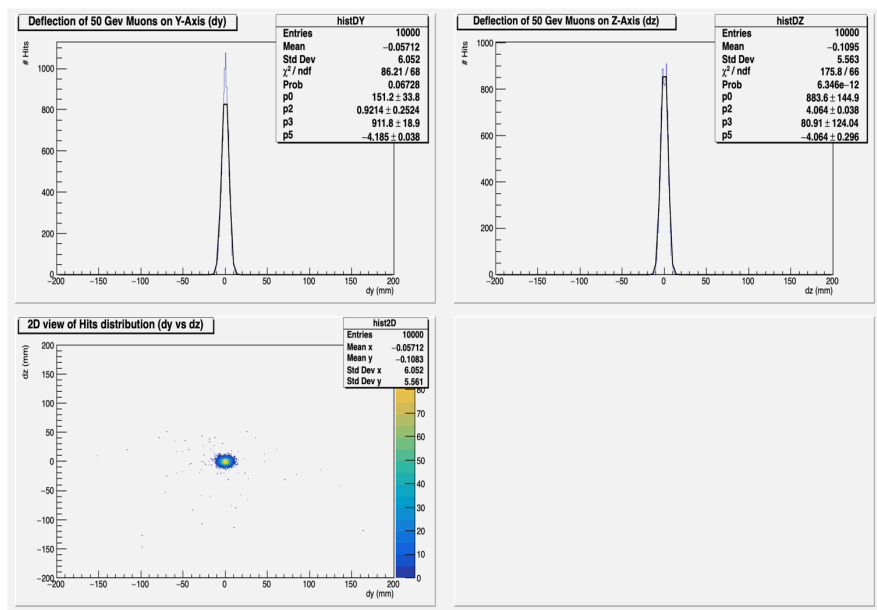 Deflection of 50 Gev Muons on Y-Axis (dy)
histDY
Entries 10000
Mean −0.05712
Std Dev 6.052
χ² / ndf 86.21 / 68
Prob 0.06728
p0 151.2 ± 33.8
p2 0.9214 ± 0.2524
p3 911.8 ± 18.9
p5 −4.185 ± 0.038
# Hits
1000
800
600
400
200
0
−200 −150 −100 −50 0 50 100 150 200
dy (mm)
Deflection of 50 Gev Muons on Z-Axis (dz)
histDZ
Entries 10000
Mean −0.1095
Std Dev 5.563
χ² / ndf 175.8 / 66
Prob 6.346e−12
p0 883.6 ± 144.9
p2 4.064 ± 0.038
p3 80.91 ± 124.04
p5 −4.064 ± 0.296
# Hits
1000
800
600
400
200
0
−200 −150 −100 −50 0 50 100 150 200
dz (mm)
2D view of Hits distribution (dy vs dz)
hist2D
Entries 10000
Mean x −0.05712
Mean y −0.1083
Std Dev x 6.052
Std Dev y 5.561
dz (mm)
200
150
100
50
0
−50
−100
−150
−200
−200 −150 −100 −50 0 50 100 150 200
dy (mm)
80
70
60
50
40
30
20
10
0